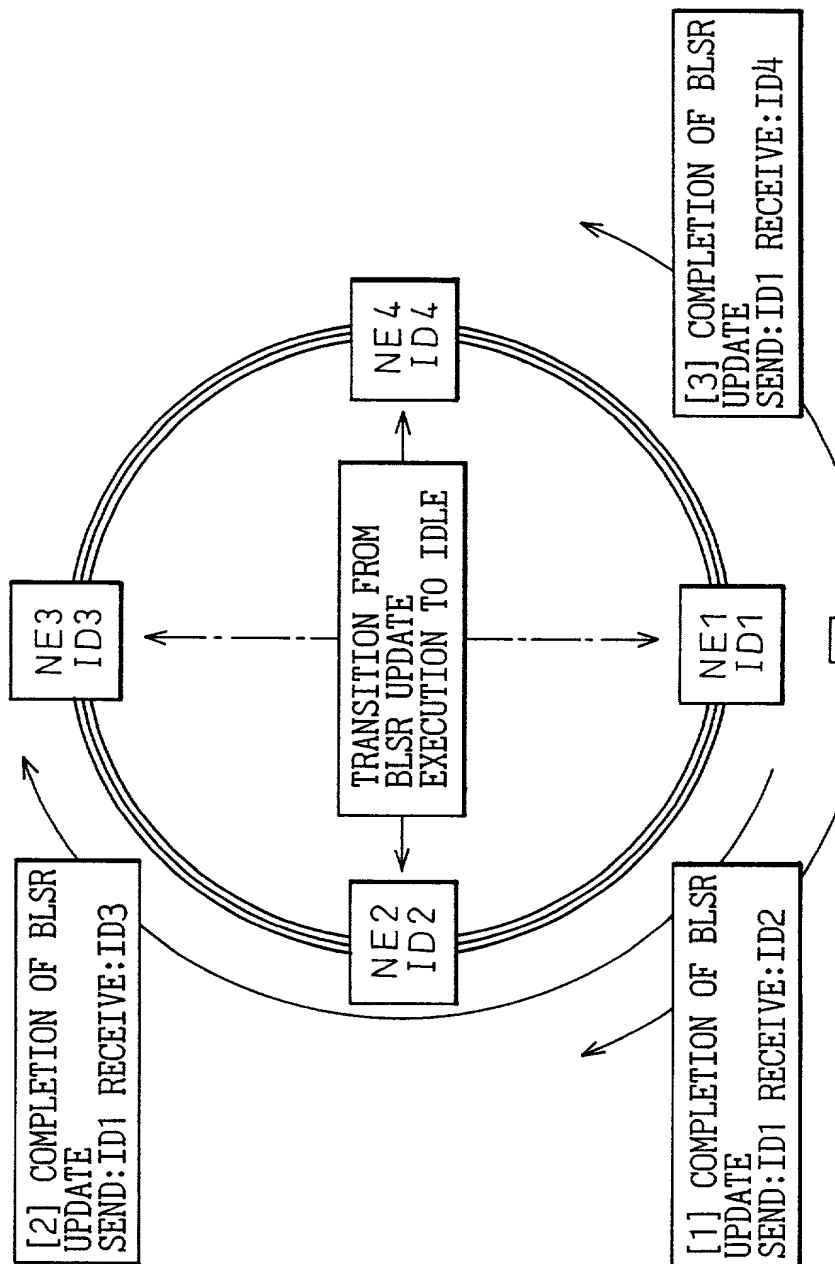 [2] COMPLETION OF BLSR
UPDATE
SEND:ID1 RECEIVE:ID3
NE3
ID3
NE2
ID2
TRANSITION FROM
BLSR UPDATE
EXECUTION TO IDLE
NE4
ID4
[1] COMPLETION OF BLSR
UPDATE
SEND:ID1 RECEIVE:ID2
NE1
ID1
[3] COMPLETION OF BLSR
UPDATE
SEND:ID1 RECEIVE:ID4